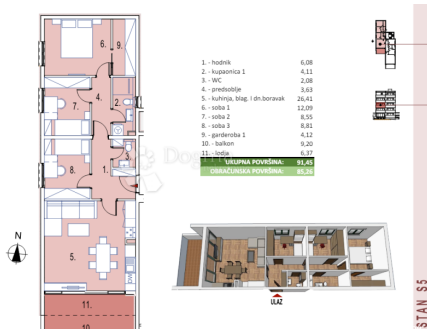 6.
9.
1. - hodnik 6,08
2. - kupaonica 1 4,11
3. - WC 2,08
4. - predsoblje 3,63
5. - kuhinja, blag. i dn.boravak 26,41
6. - soba 1 12,09
7. - soba 2 8,55
8. - soba 3 8,81
9. - garderoba 1 4,12
10. - balkon 9,20
11. - lođa 6,37
UKUPNA POVRŠINA: 91,45
OBRAČUNSKA POVRŠINA: 85,26
4.
2.
7.
3.
8.
1.
5.
N
11.
10.
ULAZ
STAN S5